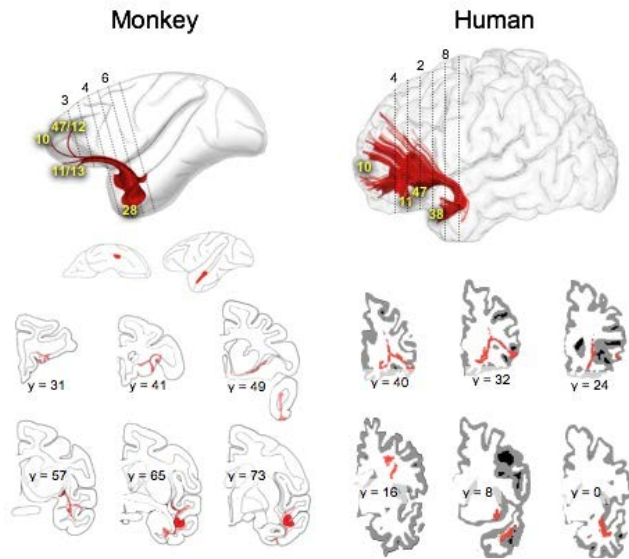 Monkey
3 4 6
47/12
10
11/13
28
y = 31 y = 41 y = 49
y = 57 y = 65 y = 73
Human
4 2 8
10
47
11
38
y = 40 y = 32 y = 24
y = 16 y = 8 y = 0